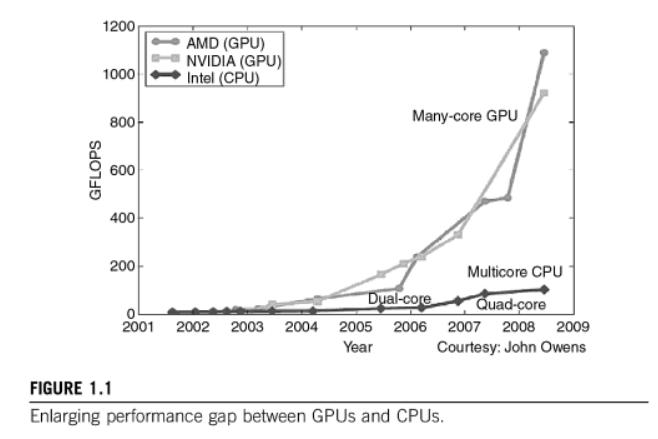 1200
1000
800
600
400
200
0
GFLOPS
AMD (GPU)
NVIDIA (GPU)
Intel (CPU)
Many-core GPU
Multicore CPU
Dual-core
Quad-core
2001 2002 2003 2004 2005 2006 2007 2008 2009
Year
Courtesy: John Owens
FIGURE 1.1
Enlarging performance gap between GPUs and CPUs.